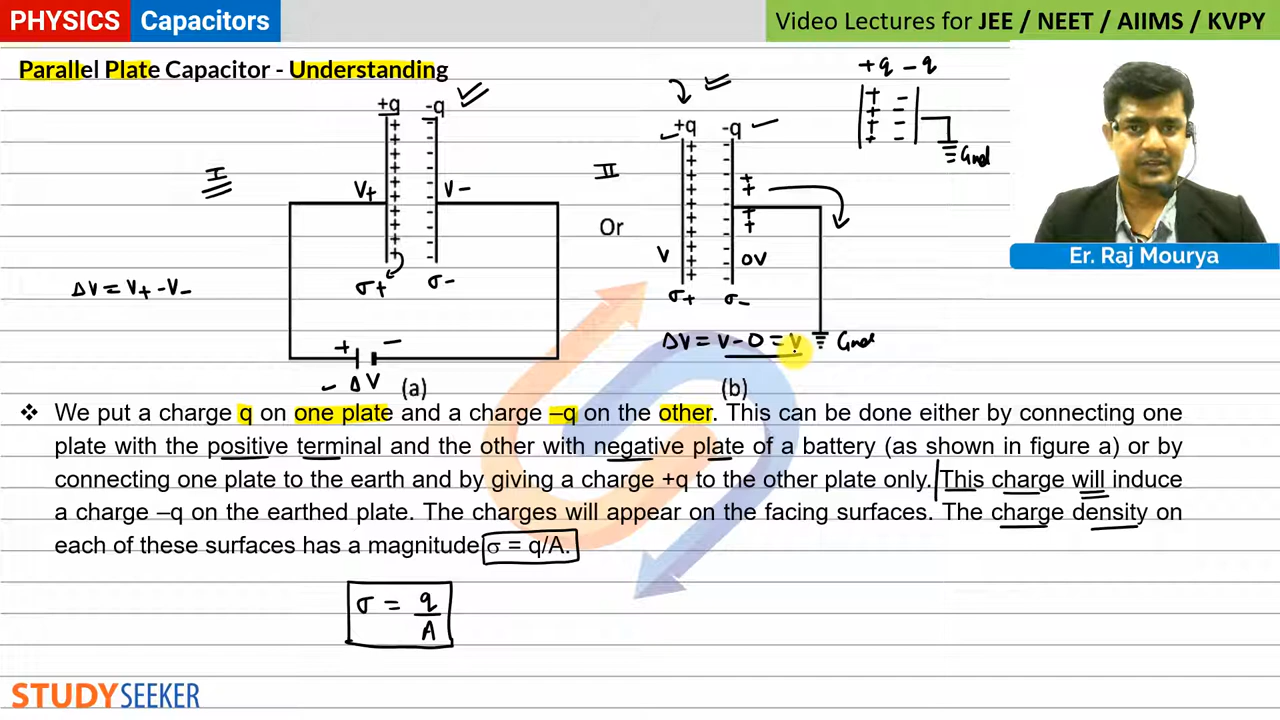 PHYSICS Capacitors Video Lectures for JEE / NEET / AIIMS / KVPY
Parallel Plate Capacitor - Understanding
+q -q
+q -q
+q -q
Gnd
I
V+ V-
II
Or
V 0V
σ+ σ-
σ+ σ-
ΔV = V+ - V-
+ -
ΔV
ΔV = V - 0 = V
Gnd
(a) (b)
Er. Raj Mourya
❖ We put a charge q on one plate and a charge –q on the other. This can be done either by connecting one
plate with the positive terminal and the other with negative plate of a battery (as shown in figure a) or by
connecting one plate to the earth and by giving a charge +q to the other plate only. This charge will induce
a charge –q on the earthed plate. The charges will appear on the facing surfaces. The charge density on
each of these surfaces has a magnitude σ = q/A.
σ = q/A
STUDYSEEKER